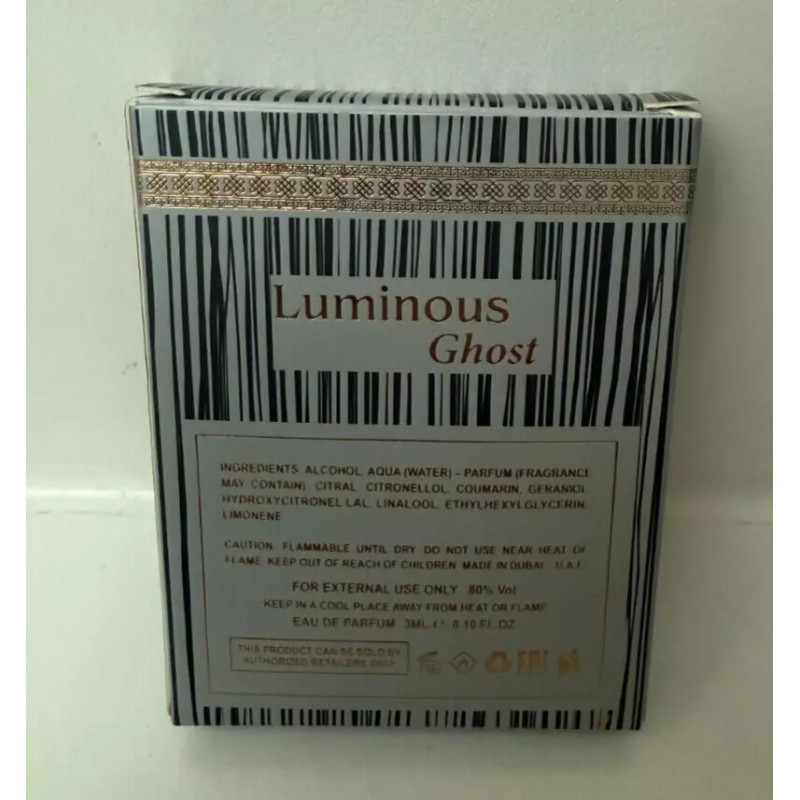 Luminous
Ghost
INGREDIENTS ALCOHOL, AQUA (WATER) - PARFUM (FRAGRANCE
MAY CONTAIN) CITRAL, CITRONELLOL, COUMARIN, GERANIOL
HYDROXYCITRONEL LAL, LINALOOL, ETHYLHEXYLGLYCERIN,
LIMONENE
CAUTION FLAMMABLE UNTIL DRY. DO NOT USE NEAR HEAT OF
FLAME. KEEP OUT OF REACH OF CHILDREN. MADE IN DUBAI U.A.E
FOR EXTERNAL USE ONLY 80% Vol
KEEP IN A COOL PLACE AWAY FROM HEAT OR FLAME
EAU DE PARFUM 3ML ℮ 0.10 FL.OZ
THIS PRODUCT CAN BE SOLD BY
AUTHORIZED RETAILERS ONLY
EAC